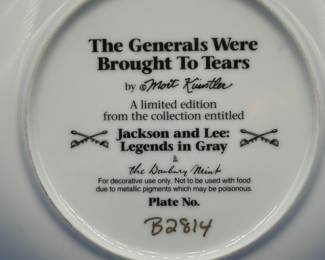 The Generals Were
Brought To Tears
by © Mort Künstler
A limited edition
from the collection entitled
Jackson and Lee:
Legends in Gray
&
the Danbury Mint
For decorative use only. Not to be used with food
due to metallic pigments which may be poisonous.
Plate No.
B2814